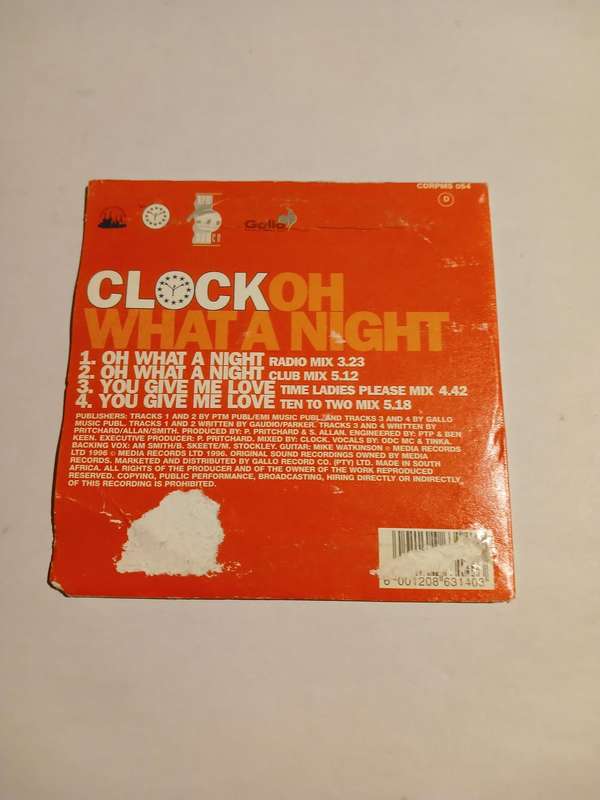 CDRPMS 054
D
Gallo
CLOCK OH
WHAT A NIGHT
1. OH WHAT A NIGHT RADIO MIX 3.23
2. OH WHAT A NIGHT CLUB MIX 5.12
3. YOU GIVE ME LOVE TIME LADIES PLEASE MIX 4.42
4. YOU GIVE ME LOVE TEN TO TWO MIX 5.18
PUBLISHERS: TRACKS 1 AND 2 BY PTM PUBL/EMI MUSIC PUBL. AND TRACKS 3 AND 4 BY GALLO
MUSIC PUBL. TRACKS 1 AND 2 WRITTEN BY GAUDIO/PARKER. TRACKS 3 AND 4 WRITTEN BY
PRITCHARD/ALLAN/SMITH. PRODUCED BY: P. PRITCHARD & S. ALLAN. ENGINEERED BY: PTP & BEN
KEEN. EXECUTIVE PRODUCER: P. PRITCHARD. MIXED BY: CLOCK. VOCALS BY: ODC MC & TINKA.
BACKING VOX: AM SMITH/B. SKEETE/M. STOCKLEY. GUITAR: MIKE WATKINSON ℗ MEDIA RECORDS
LTD 1996 © MEDIA RECORDS LTD 1996. ORIGINAL SOUND RECORDINGS OWNED BY MEDIA
RECORDS. MARKETED AND DISTRIBUTED BY GALLO RECORD CO. (PTY) LTD. MADE IN SOUTH
AFRICA. ALL RIGHTS OF THE PRODUCER AND OF THE OWNER OF THE WORK REPRODUCED
RESERVED. COPYING, PUBLIC PERFORMANCE, BROADCASTING, HIRING DIRECTLY OR INDIRECTLY,
OF THIS RECORDING IS PROHIBITED.
6 001208 631403